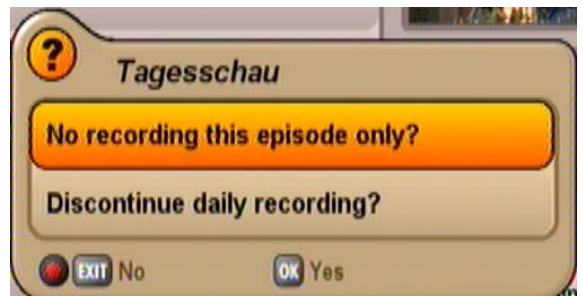 ?
Tagesschau
No recording this episode only?
Discontinue daily recording?
EXIT No OK Yes